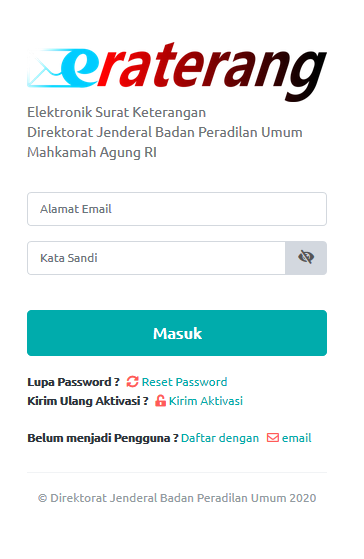 eraterang
Elektronik Surat Keterangan
Direktorat Jenderal Badan Peradilan Umum
Mahkamah Agung RI
Alamat Email
Kata Sandi
Masuk
Lupa Password ? Reset Password
Kirim Ulang Aktivasi ? Kirim Aktivasi
Belum menjadi Pengguna ? Daftar dengan email
© Direktorat Jenderal Badan Peradilan Umum 2020